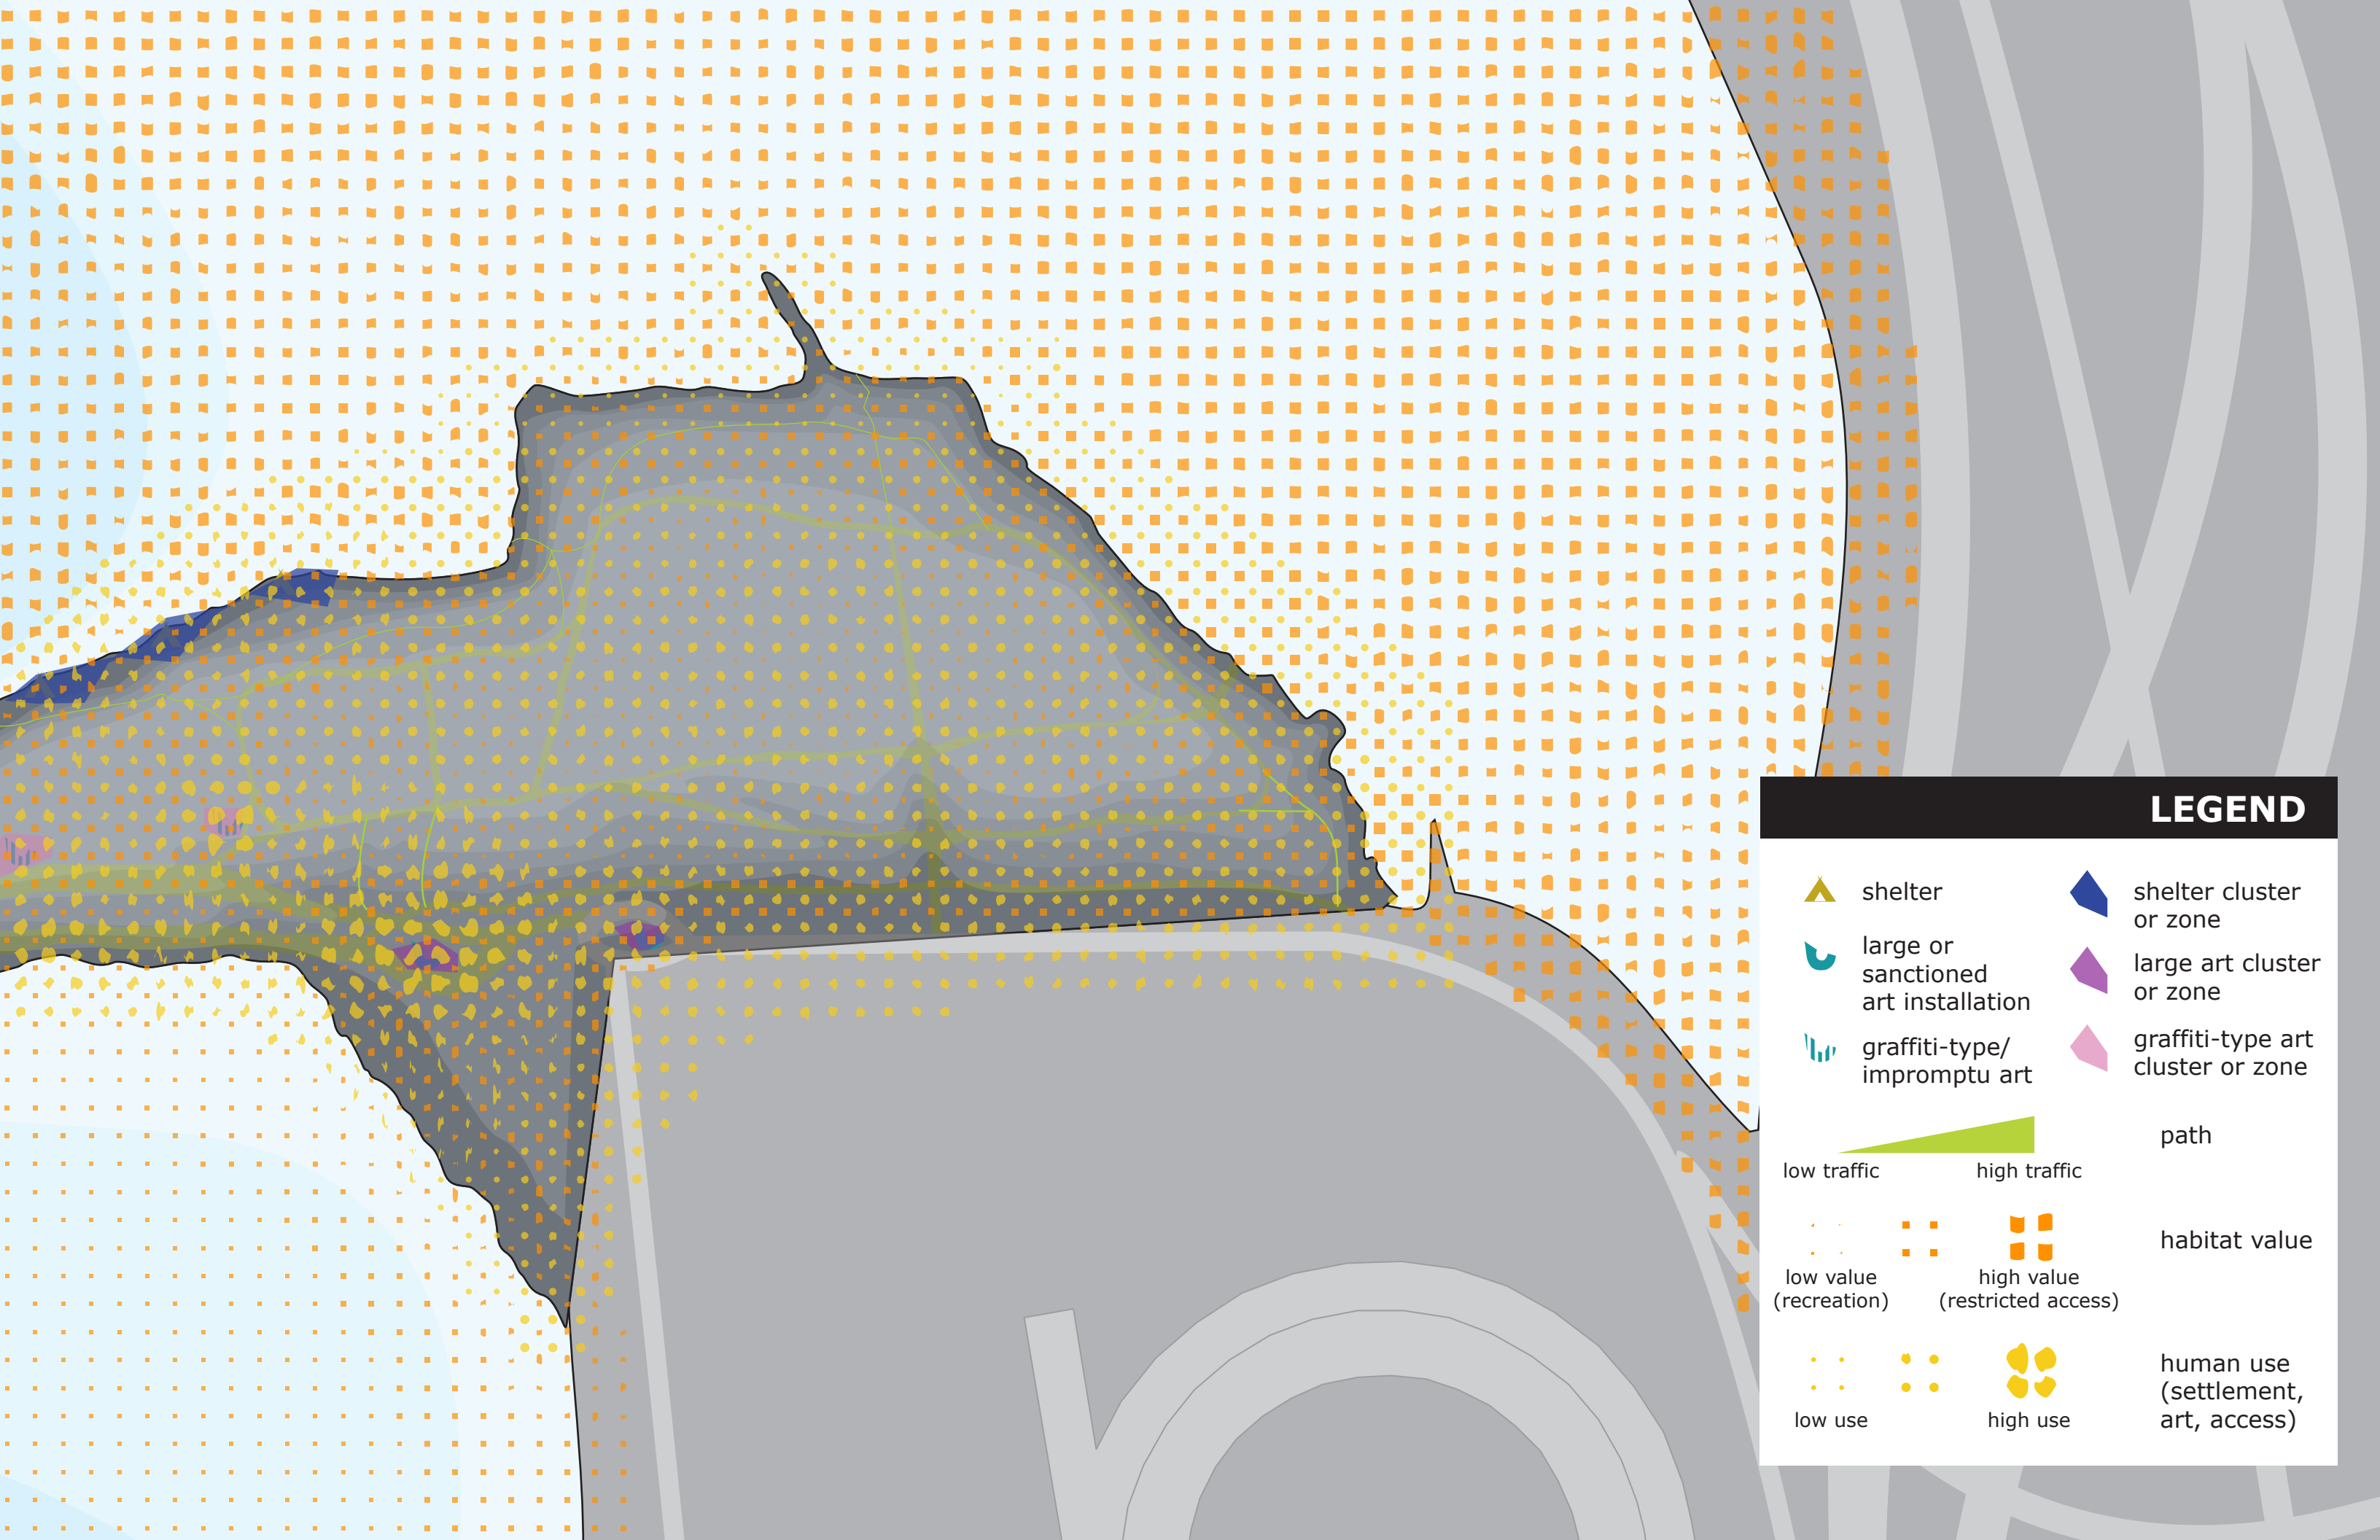 LEGEND
shelter
shelter cluster
or zone
large or
sanctioned
art installation
large art cluster
or zone
graffiti-type/
impromptu art
graffiti-type art
cluster or zone
path
low traffic
high traffic
habitat value
low value
(recreation)
high value
(restricted access)
human use
(settlement,
art, access)
low use
high use